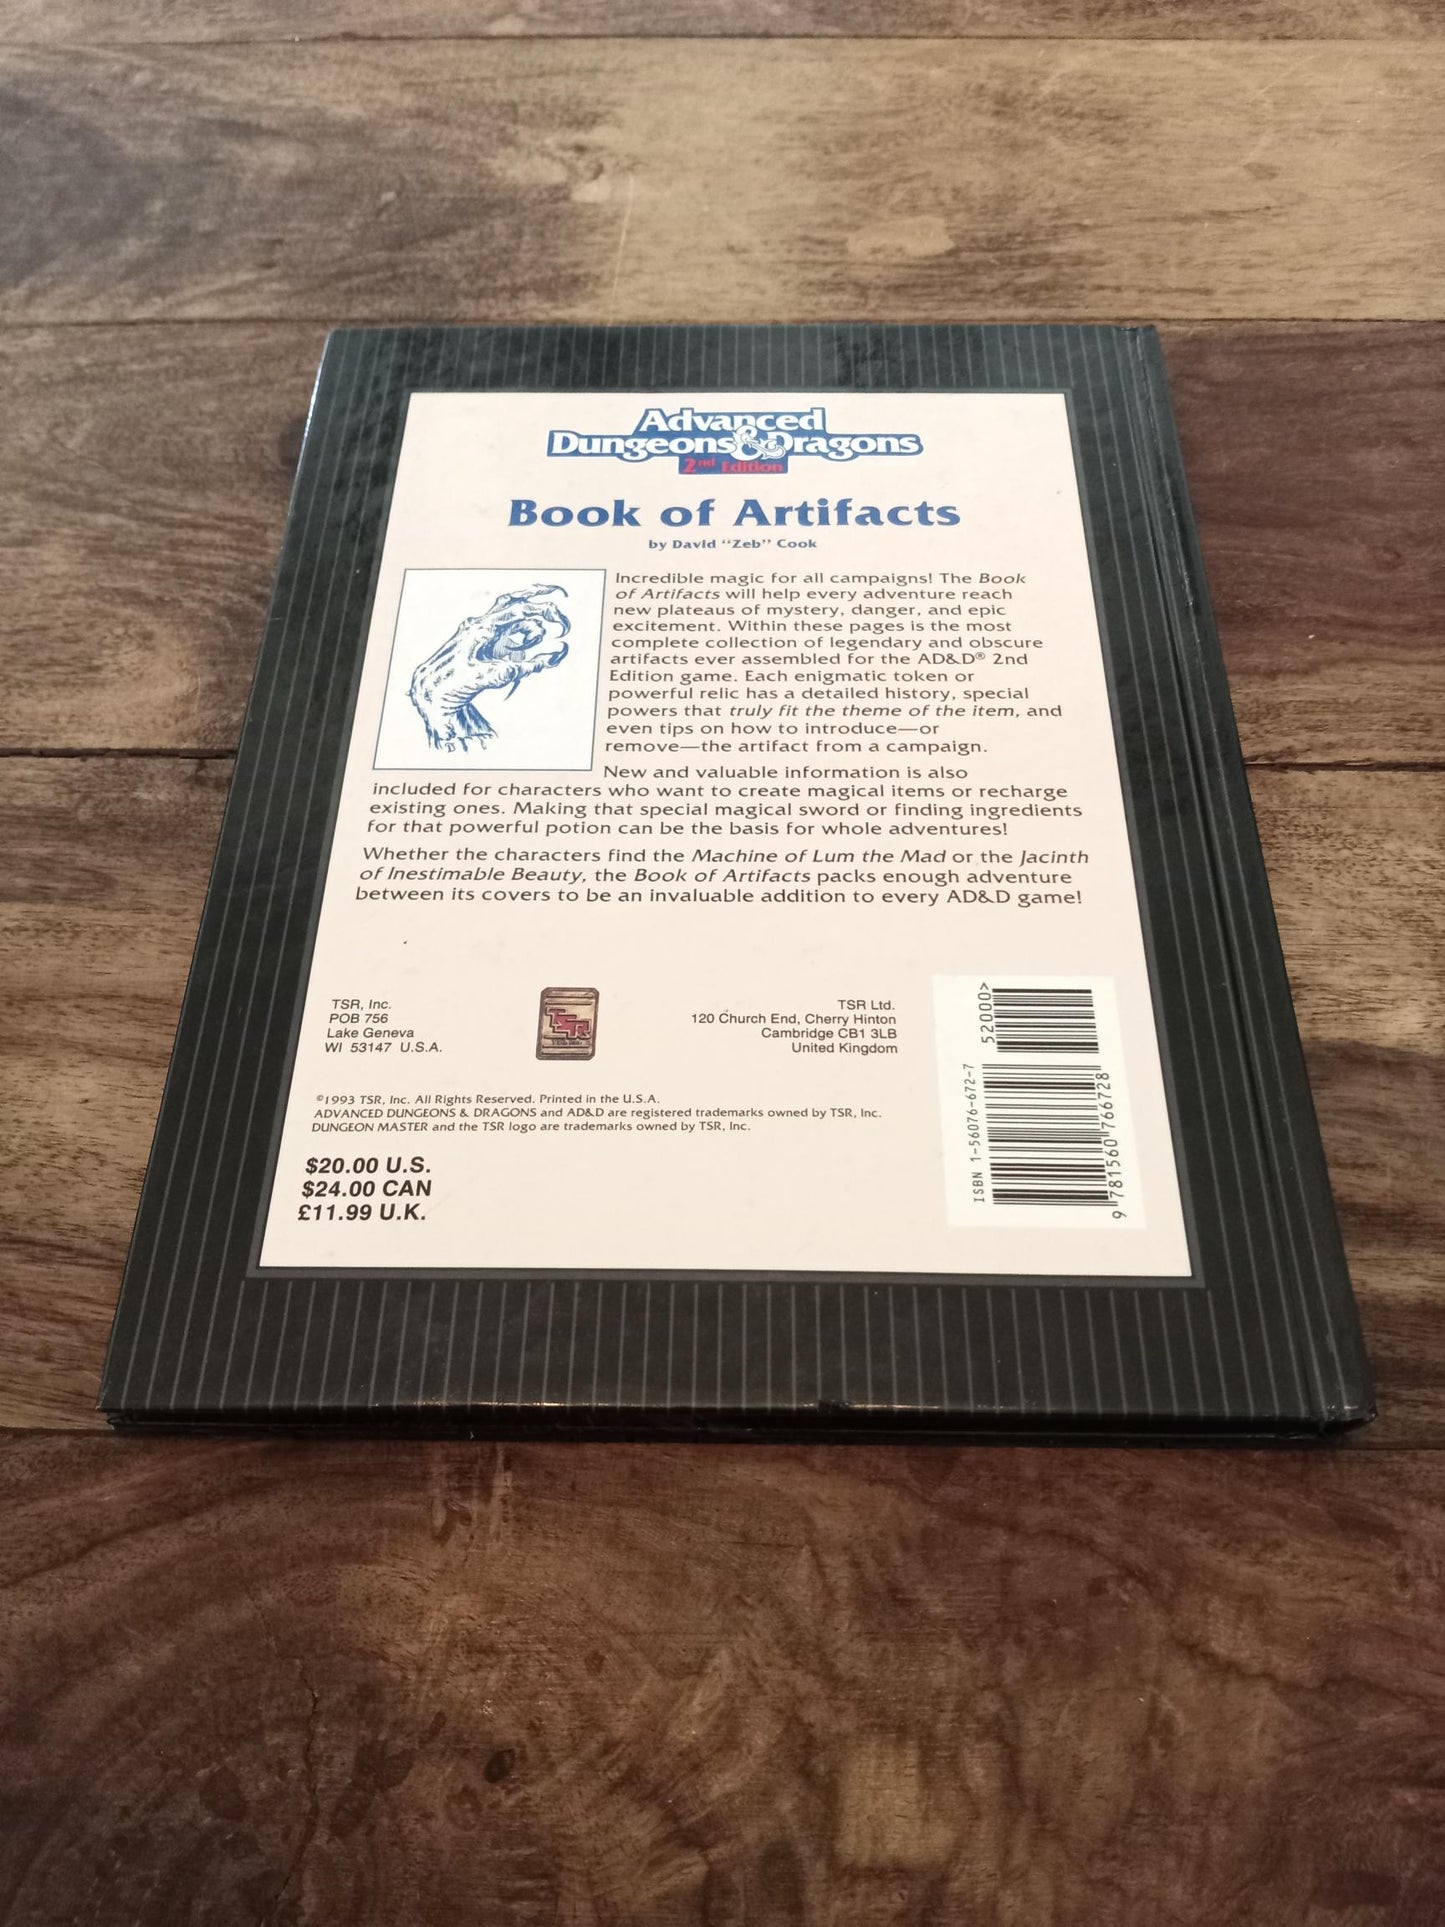 Advanced
Dungeons & Dragons
2nd Edition
Book of Artifacts
by David “Zeb” Cook
Incredible magic for all campaigns! The Book
of Artifacts will help every adventure reach
new plateaus of mystery, danger, and epic
excitement. Within these pages is the most
complete collection of legendary and obscure
artifacts ever assembled for the AD&D® 2nd
Edition game. Each enigmatic token or
powerful relic has a detailed history, special
powers that truly fit the theme of the item, and
even tips on how to introduce—or
remove—the artifact from a campaign.
New and valuable information is also
included for characters who want to create magical items or recharge
existing ones. Making that special magical sword or finding ingredients
for that powerful potion can be the basis for whole adventures!
Whether the characters find the Machine of Lum the Mad or the Jacinth
of Inestimable Beauty, the Book of Artifacts packs enough adventure
between its covers to be an invaluable addition to every AD&D game!
TSR, Inc.
POB 756
Lake Geneva
WI 53147 U.S.A.
TSR
TSR Ltd.
120 Church End, Cherry Hinton
Cambridge CB1 3LB
United Kingdom
©1993 TSR, Inc. All Rights Reserved. Printed in the U.S.A.
ADVANCED DUNGEONS & DRAGONS and AD&D are registered trademarks owned by TSR, Inc.
DUNGEON MASTER and the TSR logo are trademarks owned by TSR, Inc.
$20.00 U.S.
$24.00 CAN
£11.99 U.K.
52000>
ISBN 1-56076-672-7
9 781560 766728